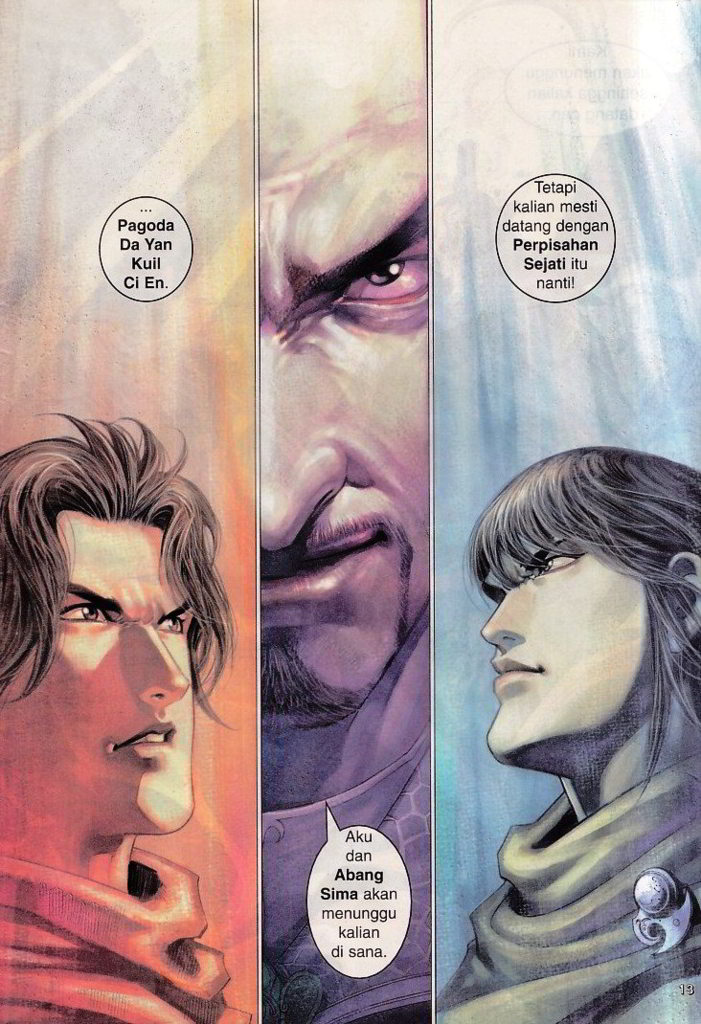 ...
Pagoda
Da Yan
Kuil
Ci En.
Aku
dan
Abang
Sima akan
menunggu
kalian
di sana.
Tetapi
kalian mesti
datang dengan
Perpisahan
Sejati itu
nanti!
13